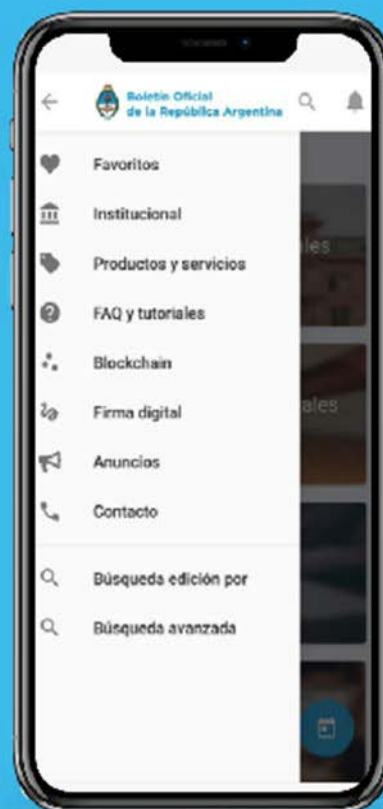 Boletín Oficial
de la República Argentina
Favoritos
Institucional
Productos y servicios
FAQ y tutoriales
Blockchain
Firma digital
Anuncios
Contacto
Búsqueda edición por
Búsqueda avanzada